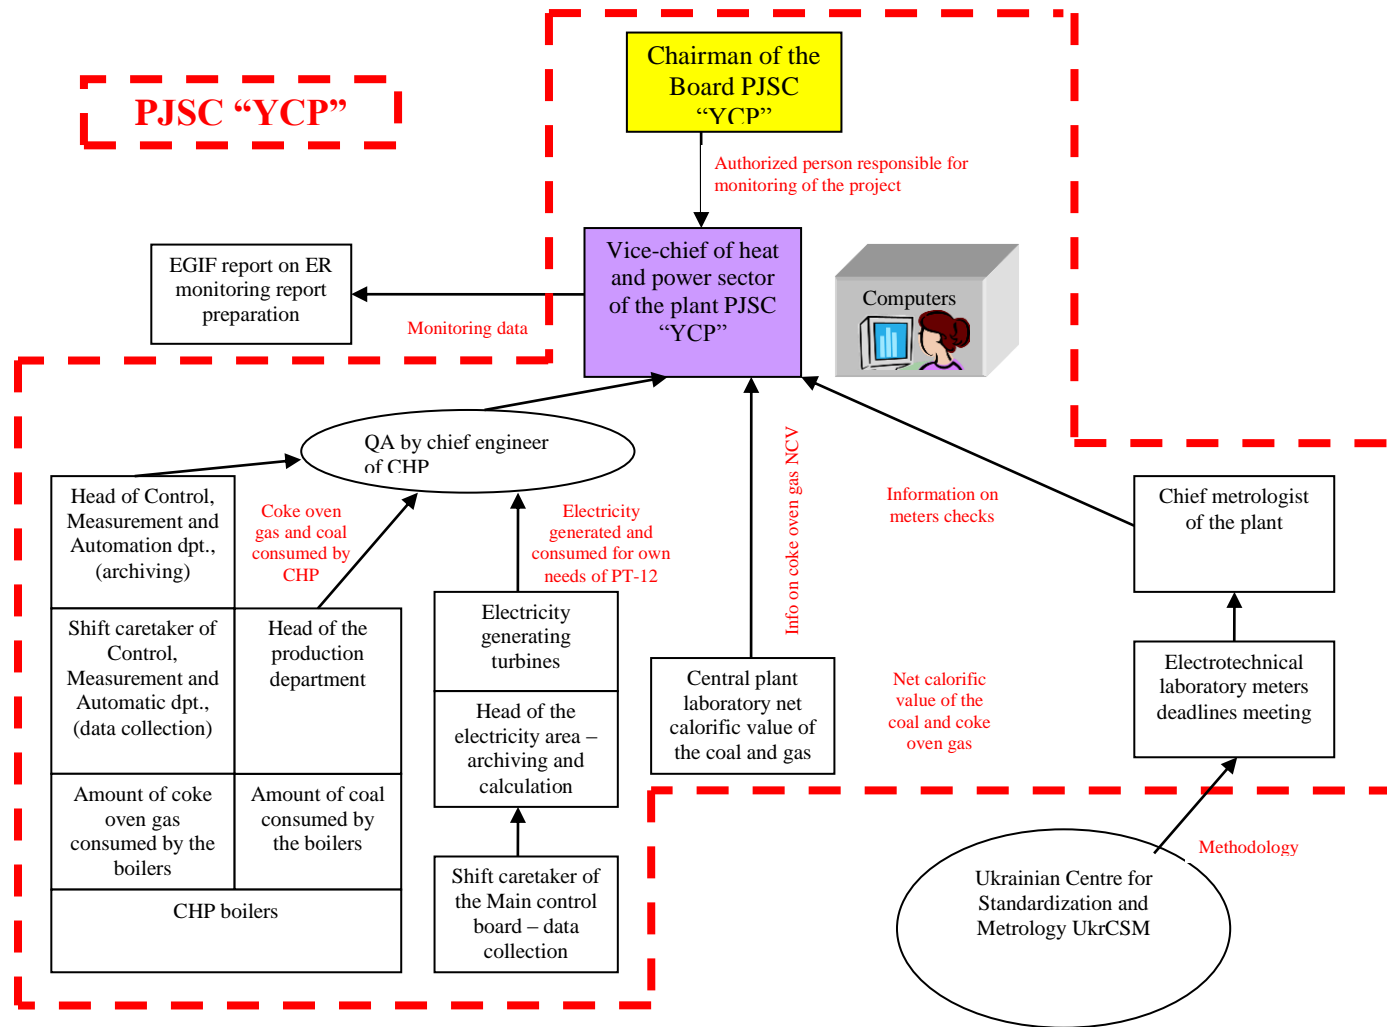 PJSC “YCP”
Chairman of the
Board PJSC
“YCP”
Authorized person responsible for
monitoring of the project
Vice-chief of heat
and power sector
of the plant PJSC
“YCP”
Computers
EGIF report on ER
monitoring report
preparation
Monitoring data
QA by chief engineer
of CHP
Head of Control,
Measurement and
Automation dpt.,
(archiving)
Coke oven
gas and coal
consumed by
CHP
Electricity
generated and
consumed for own
needs of PT-12
Info on coke oven gas NCV
Information on
meters checks
Chief metrologist
of the plant
Shift caretaker of
Control,
Measurement and
Automatic dpt.,
(data collection)
Head of the
production
department
Electricity
generating
turbines
Head of the
electricity area –
archiving and
calculation
Central plant
laboratory net
calorific value of
the coal and gas
Net calorific
value of the
coal and coke
oven gas
Electrotechnical
laboratory meters
deadlines meeting
Amount of coke
oven gas
consumed by the
boilers
Amount of coal
consumed by
the boilers
CHP boilers
Shift caretaker of
the Main control
board – data
collection
Methodology
Ukrainian Centre for
Standardization and
Metrology UkrCSM